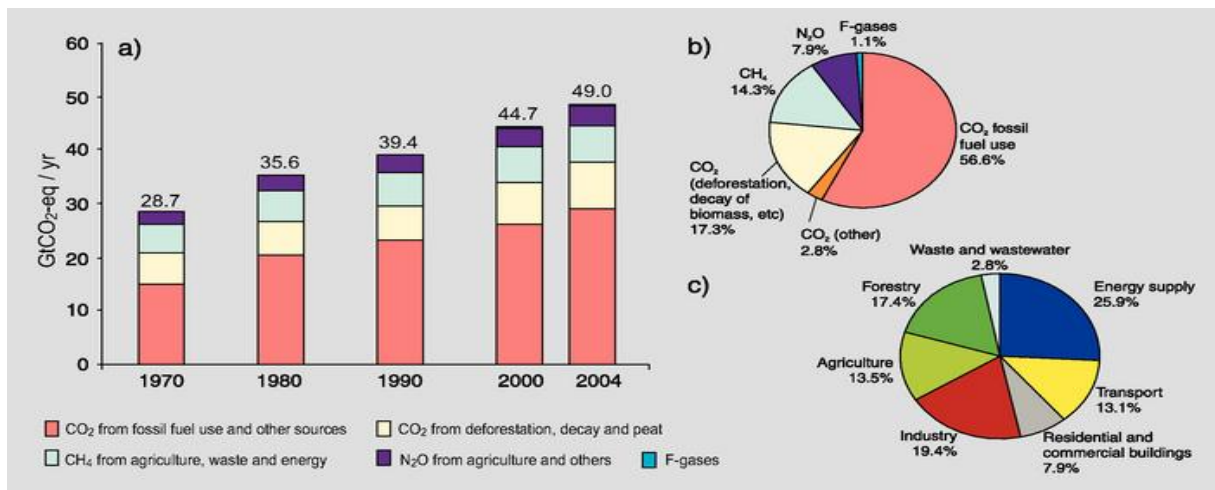 a)
GtCO₂-eq / yr
60
50
40
30
20
10
0
28.7
35.6
39.4
44.7
49.0
1970
1980
1990
2000
2004
CO₂ from fossil fuel use and other sources
CO₂ from deforestation, decay and peat
CH₄ from agriculture, waste and energy
N₂O from agriculture and others
F-gases
b)
F-gases
1.1%
N₂O
7.9%
CH₄
14.3%
CO₂ fossil
fuel use
56.6%
CO₂
(deforestation,
decay of
biomass, etc)
17.3%
CO₂ (other)
2.8%
c)
Waste and wastewater
2.8%
Forestry
17.4%
Energy supply
25.9%
Agriculture
13.5%
Transport
13.1%
Industry
19.4%
Residential and
commercial buildings
7.9%